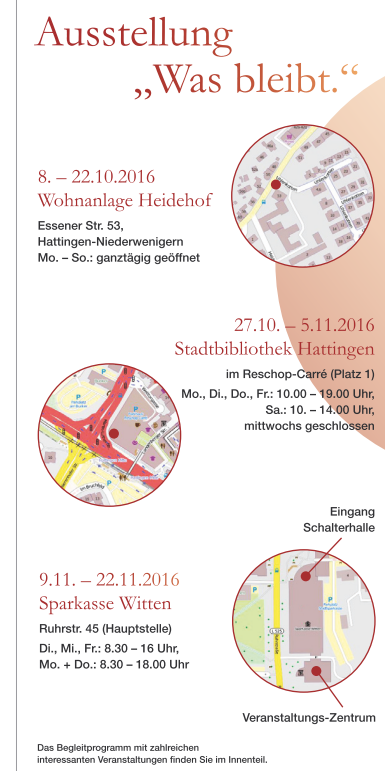 Ausstellung
„Was bleibt.“
8. – 22.10.2016
Wohnanlage Heidehof
Essener Str. 53,
Hattingen-Niederwenigern
Mo. – So.: ganztägig geöffnet
27.10. – 5.11.2016
Stadtbibliothek Hattingen
im Reschop-Carré (Platz 1)
Mo., Di., Do., Fr.: 10.00 – 19.00 Uhr,
Sa.: 10. – 14.00 Uhr,
mittwochs geschlossen
Eingang
Schalterhalle
9.11. – 22.11.2016
Sparkasse Witten
Ruhrstr. 45 (Hauptstelle)
Di., Mi., Fr.: 8.30 – 16 Uhr,
Mo. + Do.: 8.30 – 18.00 Uhr
Veranstaltungs-Zentrum
Das Begleitprogramm mit zahlreichen
interessanten Veranstaltungen finden Sie im Innenteil.